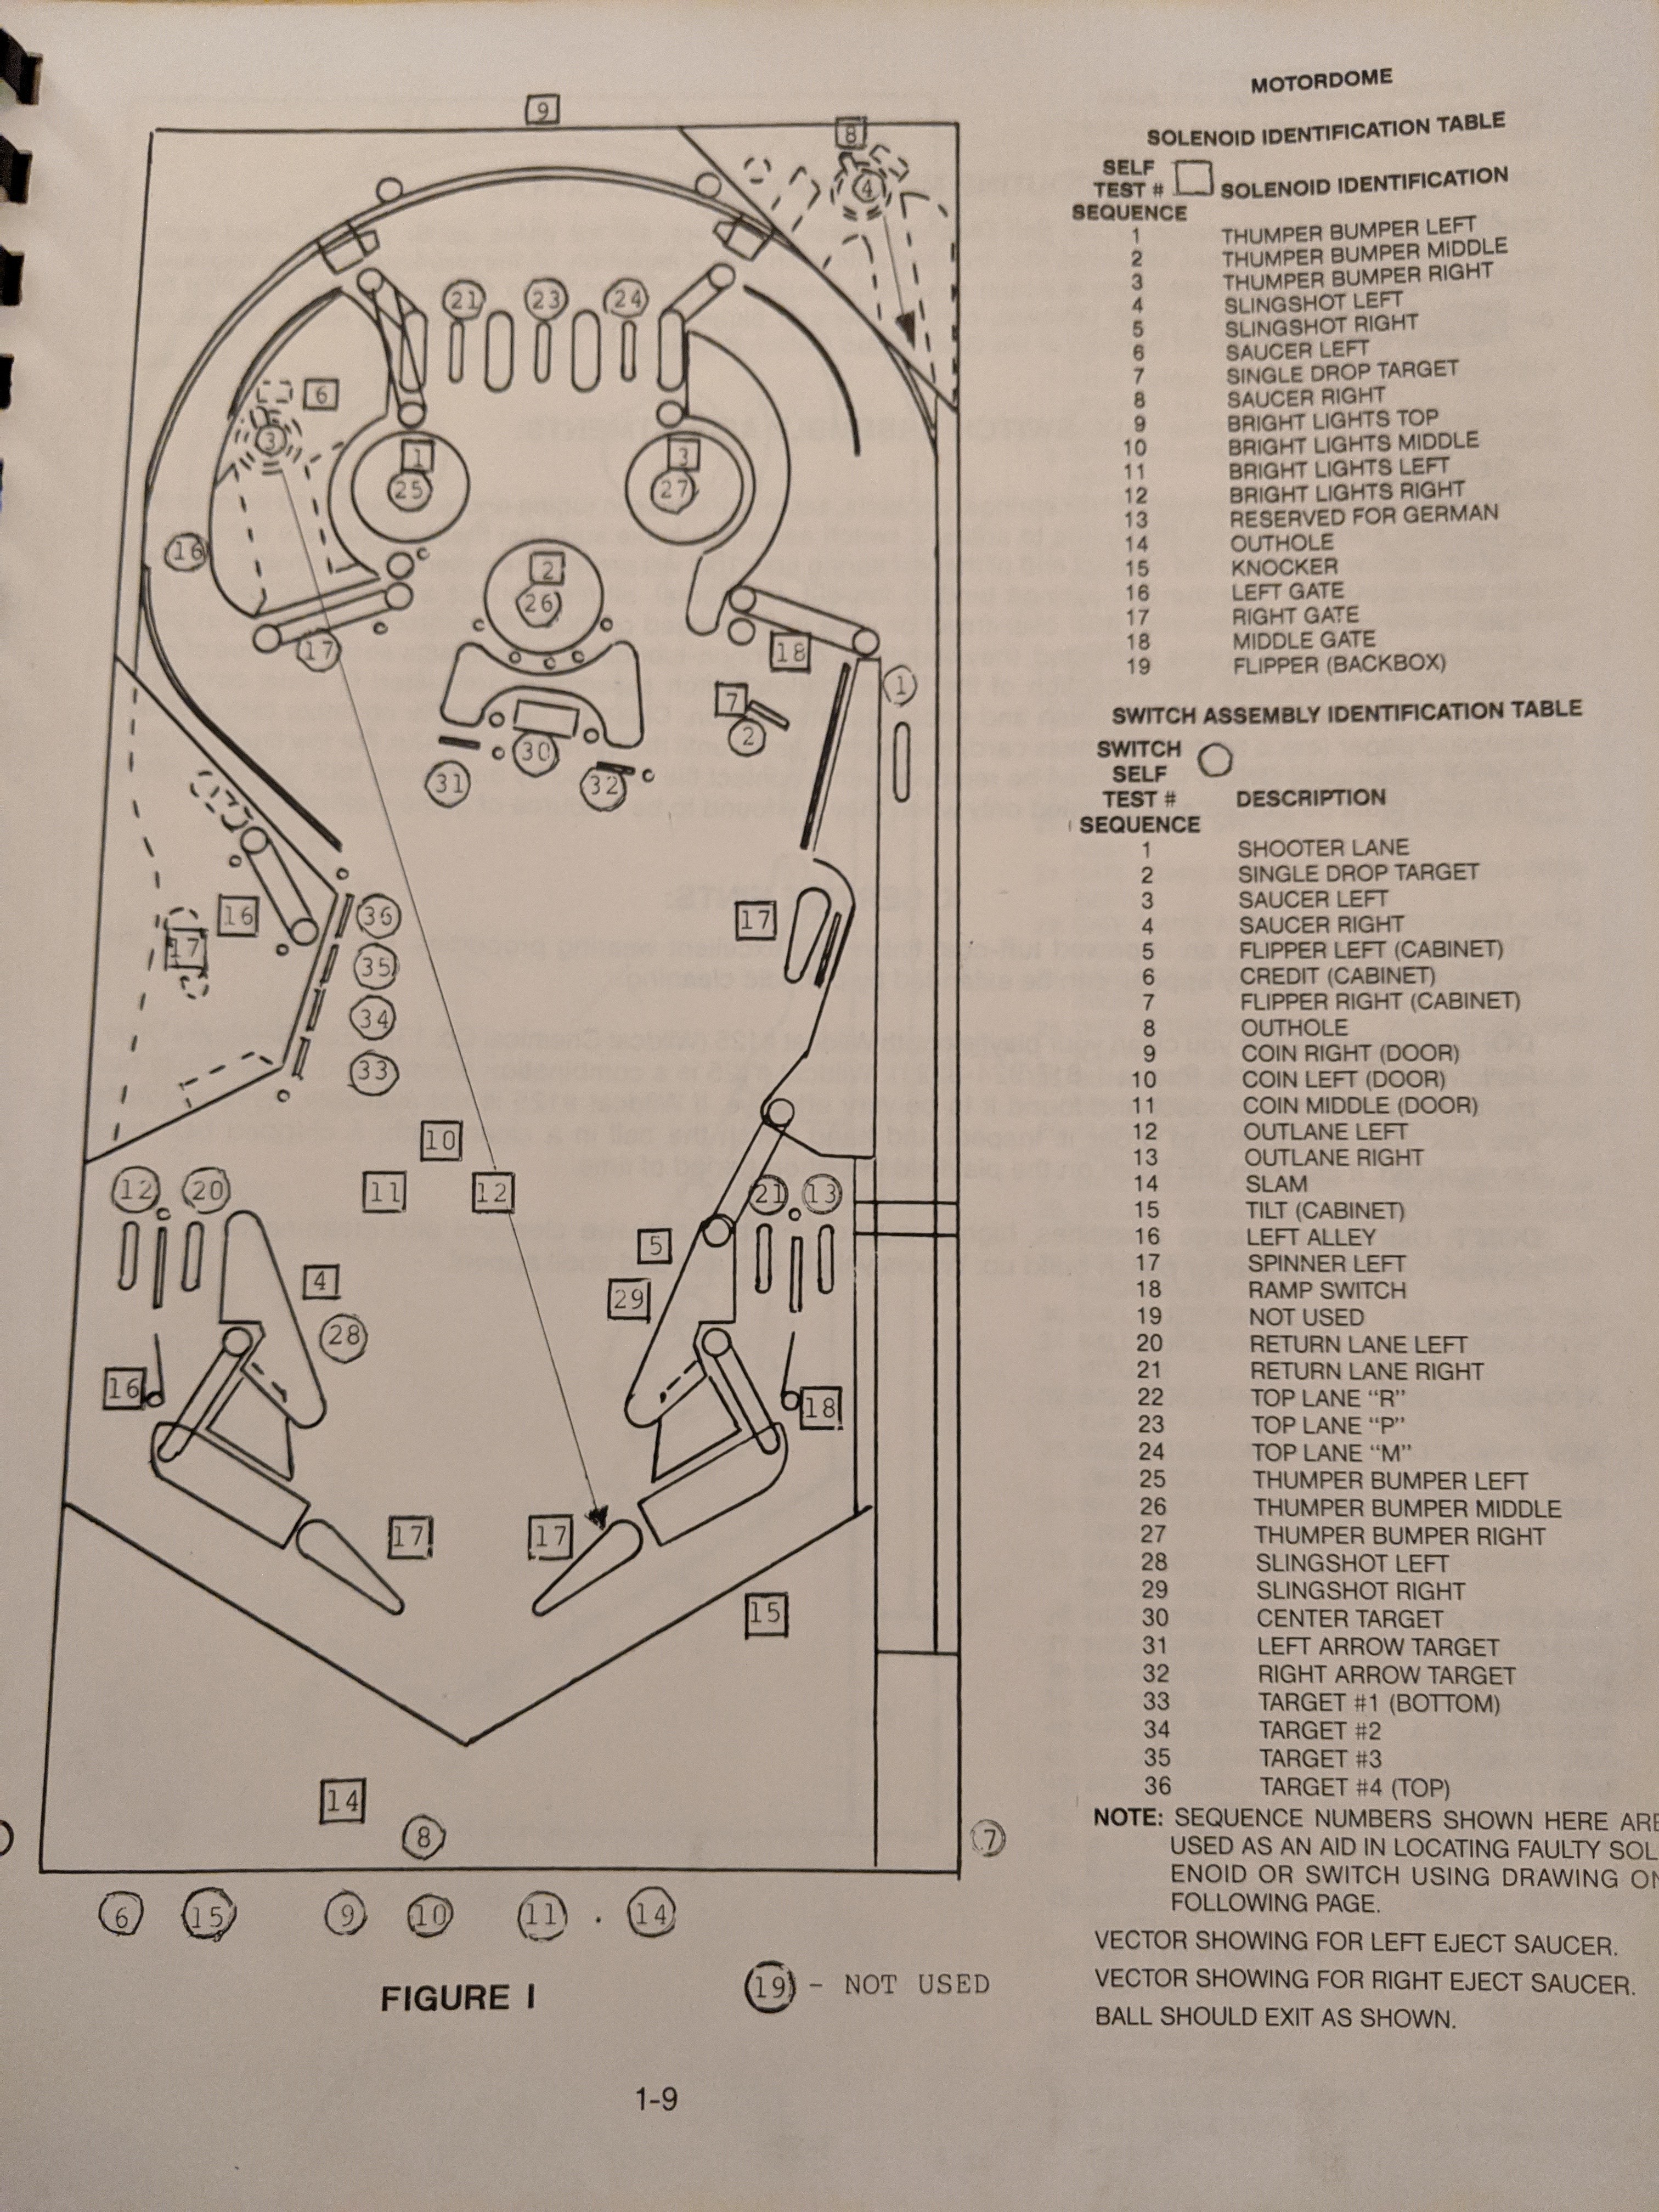 9
8
4
21 23 24
6
3
1 3
25 27
16
2
26
17
18
1
7
2
30
31 32
16 36
17
17
35
34
33
10
12 20 11 12 21 13
5
4 29
28
16 18
17 17
15
14
8
7
6 15 9 10 11 . 14
19 - NOT USED
FIGURE I
MOTORDOME
SOLENOID IDENTIFICATION TABLE
SELF
TEST # SOLENOID IDENTIFICATION
SEQUENCE
1 THUMPER BUMPER LEFT
2 THUMPER BUMPER MIDDLE
3 THUMPER BUMPER RIGHT
4 SLINGSHOT LEFT
5 SLINGSHOT RIGHT
6 SAUCER LEFT
7 SINGLE DROP TARGET
8 SAUCER RIGHT
9 BRIGHT LIGHTS TOP
10 BRIGHT LIGHTS MIDDLE
11 BRIGHT LIGHTS LEFT
12 BRIGHT LIGHTS RIGHT
13 RESERVED FOR GERMAN
14 OUTHOLE
15 KNOCKER
16 LEFT GATE
17 RIGHT GATE
18 MIDDLE GATE
19 FLIPPER (BACKBOX)
SWITCH ASSEMBLY IDENTIFICATION TABLE
SWITCH
SELF
TEST # DESCRIPTION
SEQUENCE
1 SHOOTER LANE
2 SINGLE DROP TARGET
3 SAUCER LEFT
4 SAUCER RIGHT
5 FLIPPER LEFT (CABINET)
6 CREDIT (CABINET)
7 FLIPPER RIGHT (CABINET)
8 OUTHOLE
9 COIN RIGHT (DOOR)
10 COIN LEFT (DOOR)
11 COIN MIDDLE (DOOR)
12 OUTLANE LEFT
13 OUTLANE RIGHT
14 SLAM
15 TILT (CABINET)
16 LEFT ALLEY
17 SPINNER LEFT
18 RAMP SWITCH
19 NOT USED
20 RETURN LANE LEFT
21 RETURN LANE RIGHT
22 TOP LANE “R”
23 TOP LANE “P”
24 TOP LANE “M”
25 THUMPER BUMPER LEFT
26 THUMPER BUMPER MIDDLE
27 THUMPER BUMPER RIGHT
28 SLINGSHOT LEFT
29 SLINGSHOT RIGHT
30 CENTER TARGET
31 LEFT ARROW TARGET
32 RIGHT ARROW TARGET
33 TARGET #1 (BOTTOM)
34 TARGET #2
35 TARGET #3
36 TARGET #4 (TOP)
NOTE: SEQUENCE NUMBERS SHOWN HERE ARE
USED AS AN AID IN LOCATING FAULTY SOL
ENOID OR SWITCH USING DRAWING ON
FOLLOWING PAGE.
VECTOR SHOWING FOR LEFT EJECT SAUCER.
VECTOR SHOWING FOR RIGHT EJECT SAUCER.
BALL SHOULD EXIT AS SHOWN.
1-9